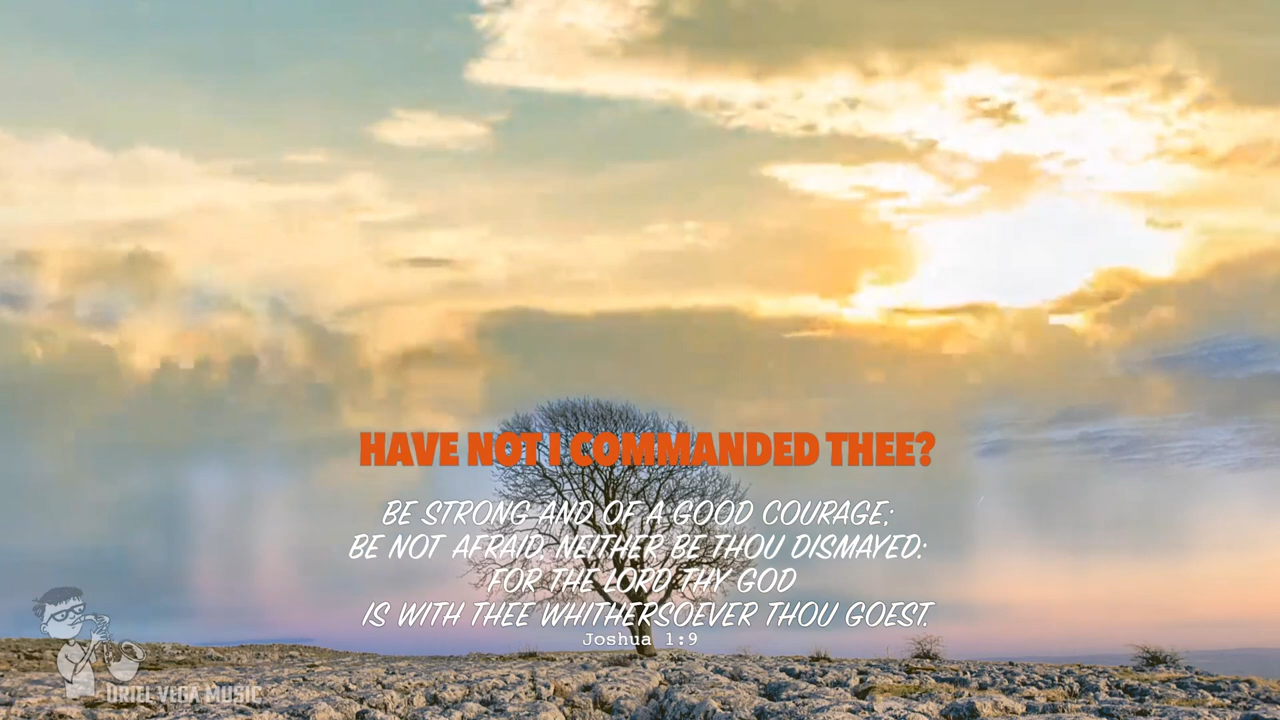 HAVE NOT I COMMANDED THEE?
BE STRONG AND OF A GOOD COURAGE;
BE NOT AFRAID, NEITHER BE THOU DISMAYED:
FOR THE LORD THY GOD
IS WITH THEE WHITHERSOEVER THOU GOEST.
Joshua 1:9
ORIEL VEGA MUSIC